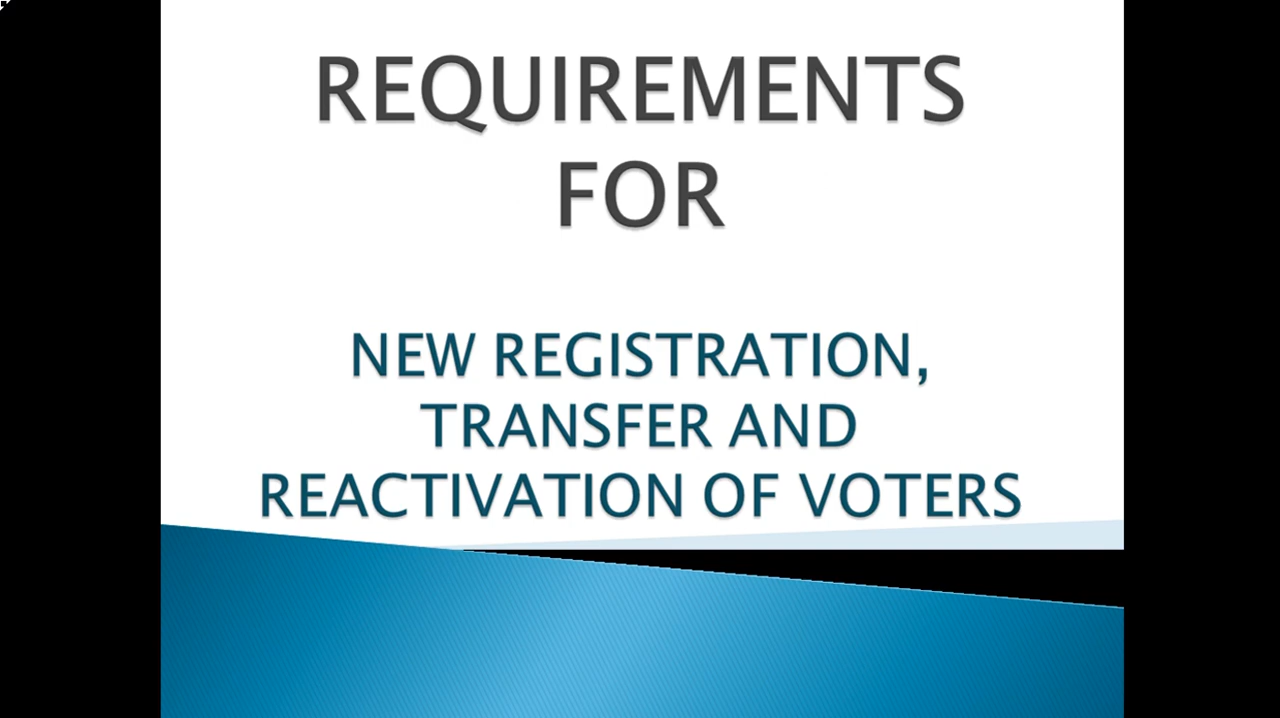 REQUIREMENTS
FOR
NEW REGISTRATION,
TRANSFER AND
REACTIVATION OF VOTERS